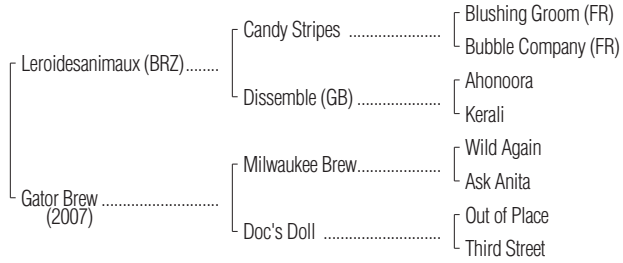 Blushing Groom (FR)
Candy Stripes ...................
Bubble Company (FR)
Leroidesanimaux (BRZ).......
Ahonoora
Dissemble (GB) .................
Kerali
Wild Again
Milwaukee Brew.................
Ask Anita
Gator Brew ........................
(2007)
Out of Place
Doc's Doll ........................
Third Street